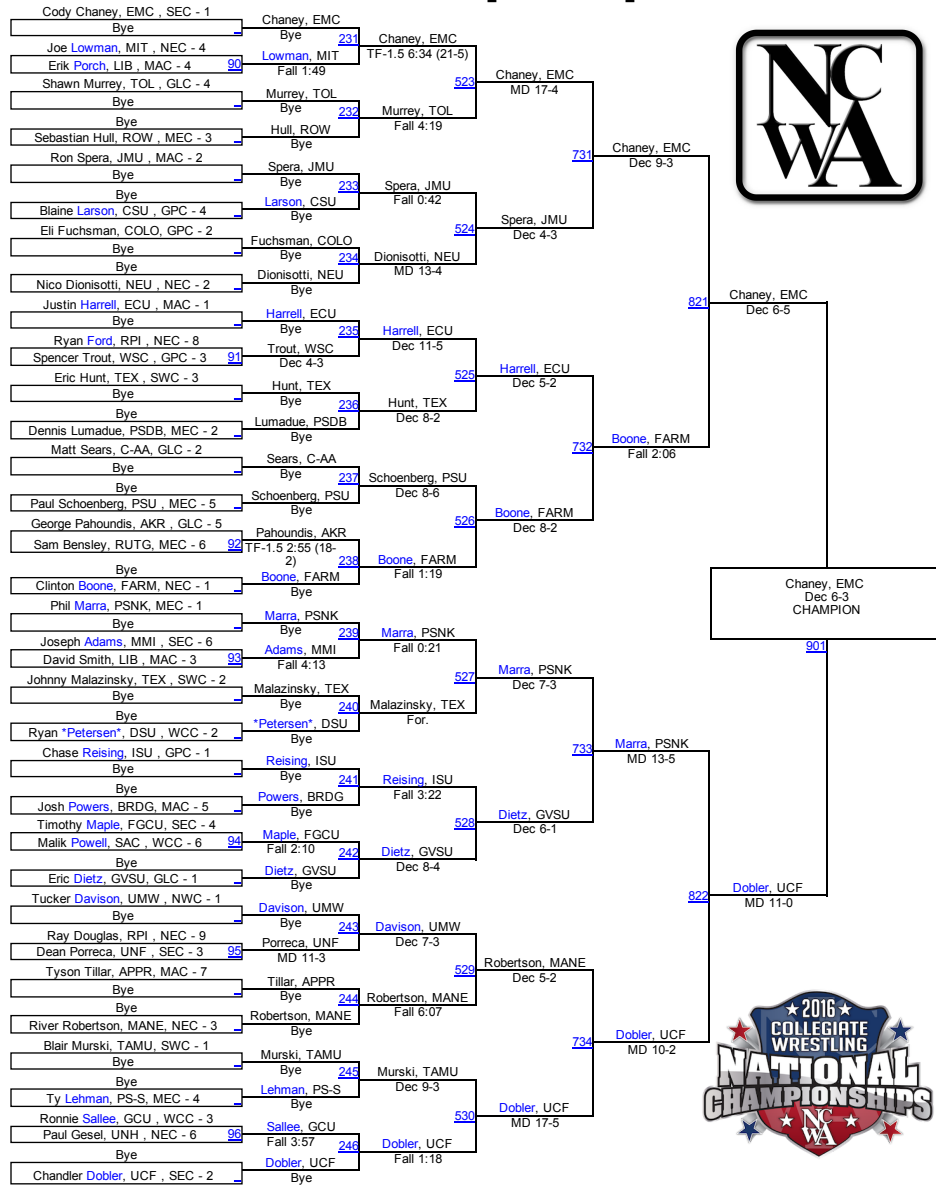 Cody Chaney, EMC , SEC - 1
Bye
Joe Lowman, MIT , NEC - 4
Erik Porch, LIB , MAC - 4
90
Shawn Murrey, TOL , GLC - 4
Bye
Bye
Sebastian Hull, ROW , MEC - 3
Ron Spera, JMU , MAC - 2
Bye
Bye
Blaine Larson, CSU , GPC - 4
Eli Fuchsman, COLO, GPC - 2
Bye
Bye
Nico Dionisotti, NEU , NEC - 2
Justin Harrell, ECU , MAC - 1
Bye
Ryan Ford, RPI , NEC - 8
Spencer Trout, WSC , GPC - 3
91
Eric Hunt, TEX , SWC - 3
Bye
Bye
Dennis Lumadue, PSDB, MEC - 2
Matt Sears, C-AA, GLC - 2
Bye
Bye
Paul Schoenberg, PSU , MEC - 5
George Pahoundis, AKR , GLC - 5
Sam Bensley, RUTG, MEC - 6
92
Bye
Clinton Boone, FARM, NEC - 1
Phil Marra, PSNK, MEC - 1
Bye
Joseph Adams, MMI , SEC - 6
David Smith, LIB , MAC - 3
93
Johnny Malazinsky, TEX , SWC - 2
Bye
Bye
Ryan *Petersen*, DSU , WCC - 2
Chase Reising, ISU , GPC - 1
Bye
Bye
Josh Powers, BRDG, MAC - 5
Timothy Maple, FGCU, SEC - 4
Malik Powell, SAC , WCC - 6
94
Bye
Eric Dietz, GVSU, GLC - 1
Tucker Davison, UMW , NWC - 1
Bye
Ray Douglas, RPI , NEC - 9
Dean Porreca, UNF , SEC - 3
95
Tyson Tillar, APPR, MAC - 7
Bye
Bye
River Robertson, MANE, NEC - 3
Blair Murski, TAMU, SWC - 1
Bye
Bye
Ty Lehman, PS-S, MEC - 4
Ronnie Sallee, GCU , WCC - 3
Paul Gesel, UNH , NEC - 6
96
Bye
Chandler Dobler, UCF , SEC - 2
Chaney, EMC
Bye
231
Lowman, MIT
Fall 1:49
Murrey, TOL
Bye
232
Hull, ROW
Bye
Spera, JMU
Bye
233
Larson, CSU
Bye
Fuchsman, COLO
Bye
234
Dionisotti, NEU
Bye
Harrell, ECU
Bye
235
Trout, WSC
Dec 4-3
Hunt, TEX
Bye
236
Lumadue, PSDB
Bye
Sears, C-AA
Bye
237
Schoenberg, PSU
Bye
Pahoundis, AKR
TF-1.5 2:55 (18-
2)
238
Boone, FARM
Bye
Marra, PSNK
Bye
239
Adams, MMI
Fall 4:13
Malazinsky, TEX
Bye
240
*Petersen*, DSU
Bye
Reising, ISU
Bye
241
Powers, BRDG
Bye
Maple, FGCU
Fall 2:10
242
Dietz, GVSU
Bye
Davison, UMW
Bye
243
Porreca, UNF
MD 11-3
Tillar, APPR
Bye
244
Robertson, MANE
Bye
Murski, TAMU
Bye
245
Lehman, PS-S
Bye
Sallee, GCU
Fall 3:57
246
Dobler, UCF
Bye
Chaney, EMC
TF-1.5 6:34 (21-5)
523
Murrey, TOL
Fall 4:19
Spera, JMU
Fall 0:42
524
Dionisotti, NEU
MD 13-4
Harrell, ECU
Dec 11-5
525
Hunt, TEX
Dec 8-2
Schoenberg, PSU
Dec 8-6
526
Boone, FARM
Fall 1:19
Marra, PSNK
Fall 0:21
527
Malazinsky, TEX
For.
Reising, ISU
Fall 3:22
528
Dietz, GVSU
Dec 8-4
Davison, UMW
Dec 7-3
529
Robertson, MANE
Fall 6:07
Murski, TAMU
Dec 9-3
530
Dobler, UCF
Fall 1:18
Chaney, EMC
MD 17-4
731
Spera, JMU
Dec 4-3
Harrell, ECU
Dec 5-2
732
Boone, FARM
Dec 8-2
Marra, PSNK
Dec 7-3
733
Dietz, GVSU
Dec 6-1
Robertson, MANE
Dec 5-2
734
Dobler, UCF
MD 17-5
Chaney, EMC
Dec 9-3
821
Boone, FARM
Fall 2:06
Marra, PSNK
MD 13-5
822
Dobler, UCF
MD 10-2
Chaney, EMC
Dec 6-5
Dobler, UCF
MD 11-0
Chaney, EMC
Dec 6-3
CHAMPION
901
NCWA
2016
COLLEGIATE
WRESTLING
NATIONAL
CHAMPIONSHIPS
NCWA